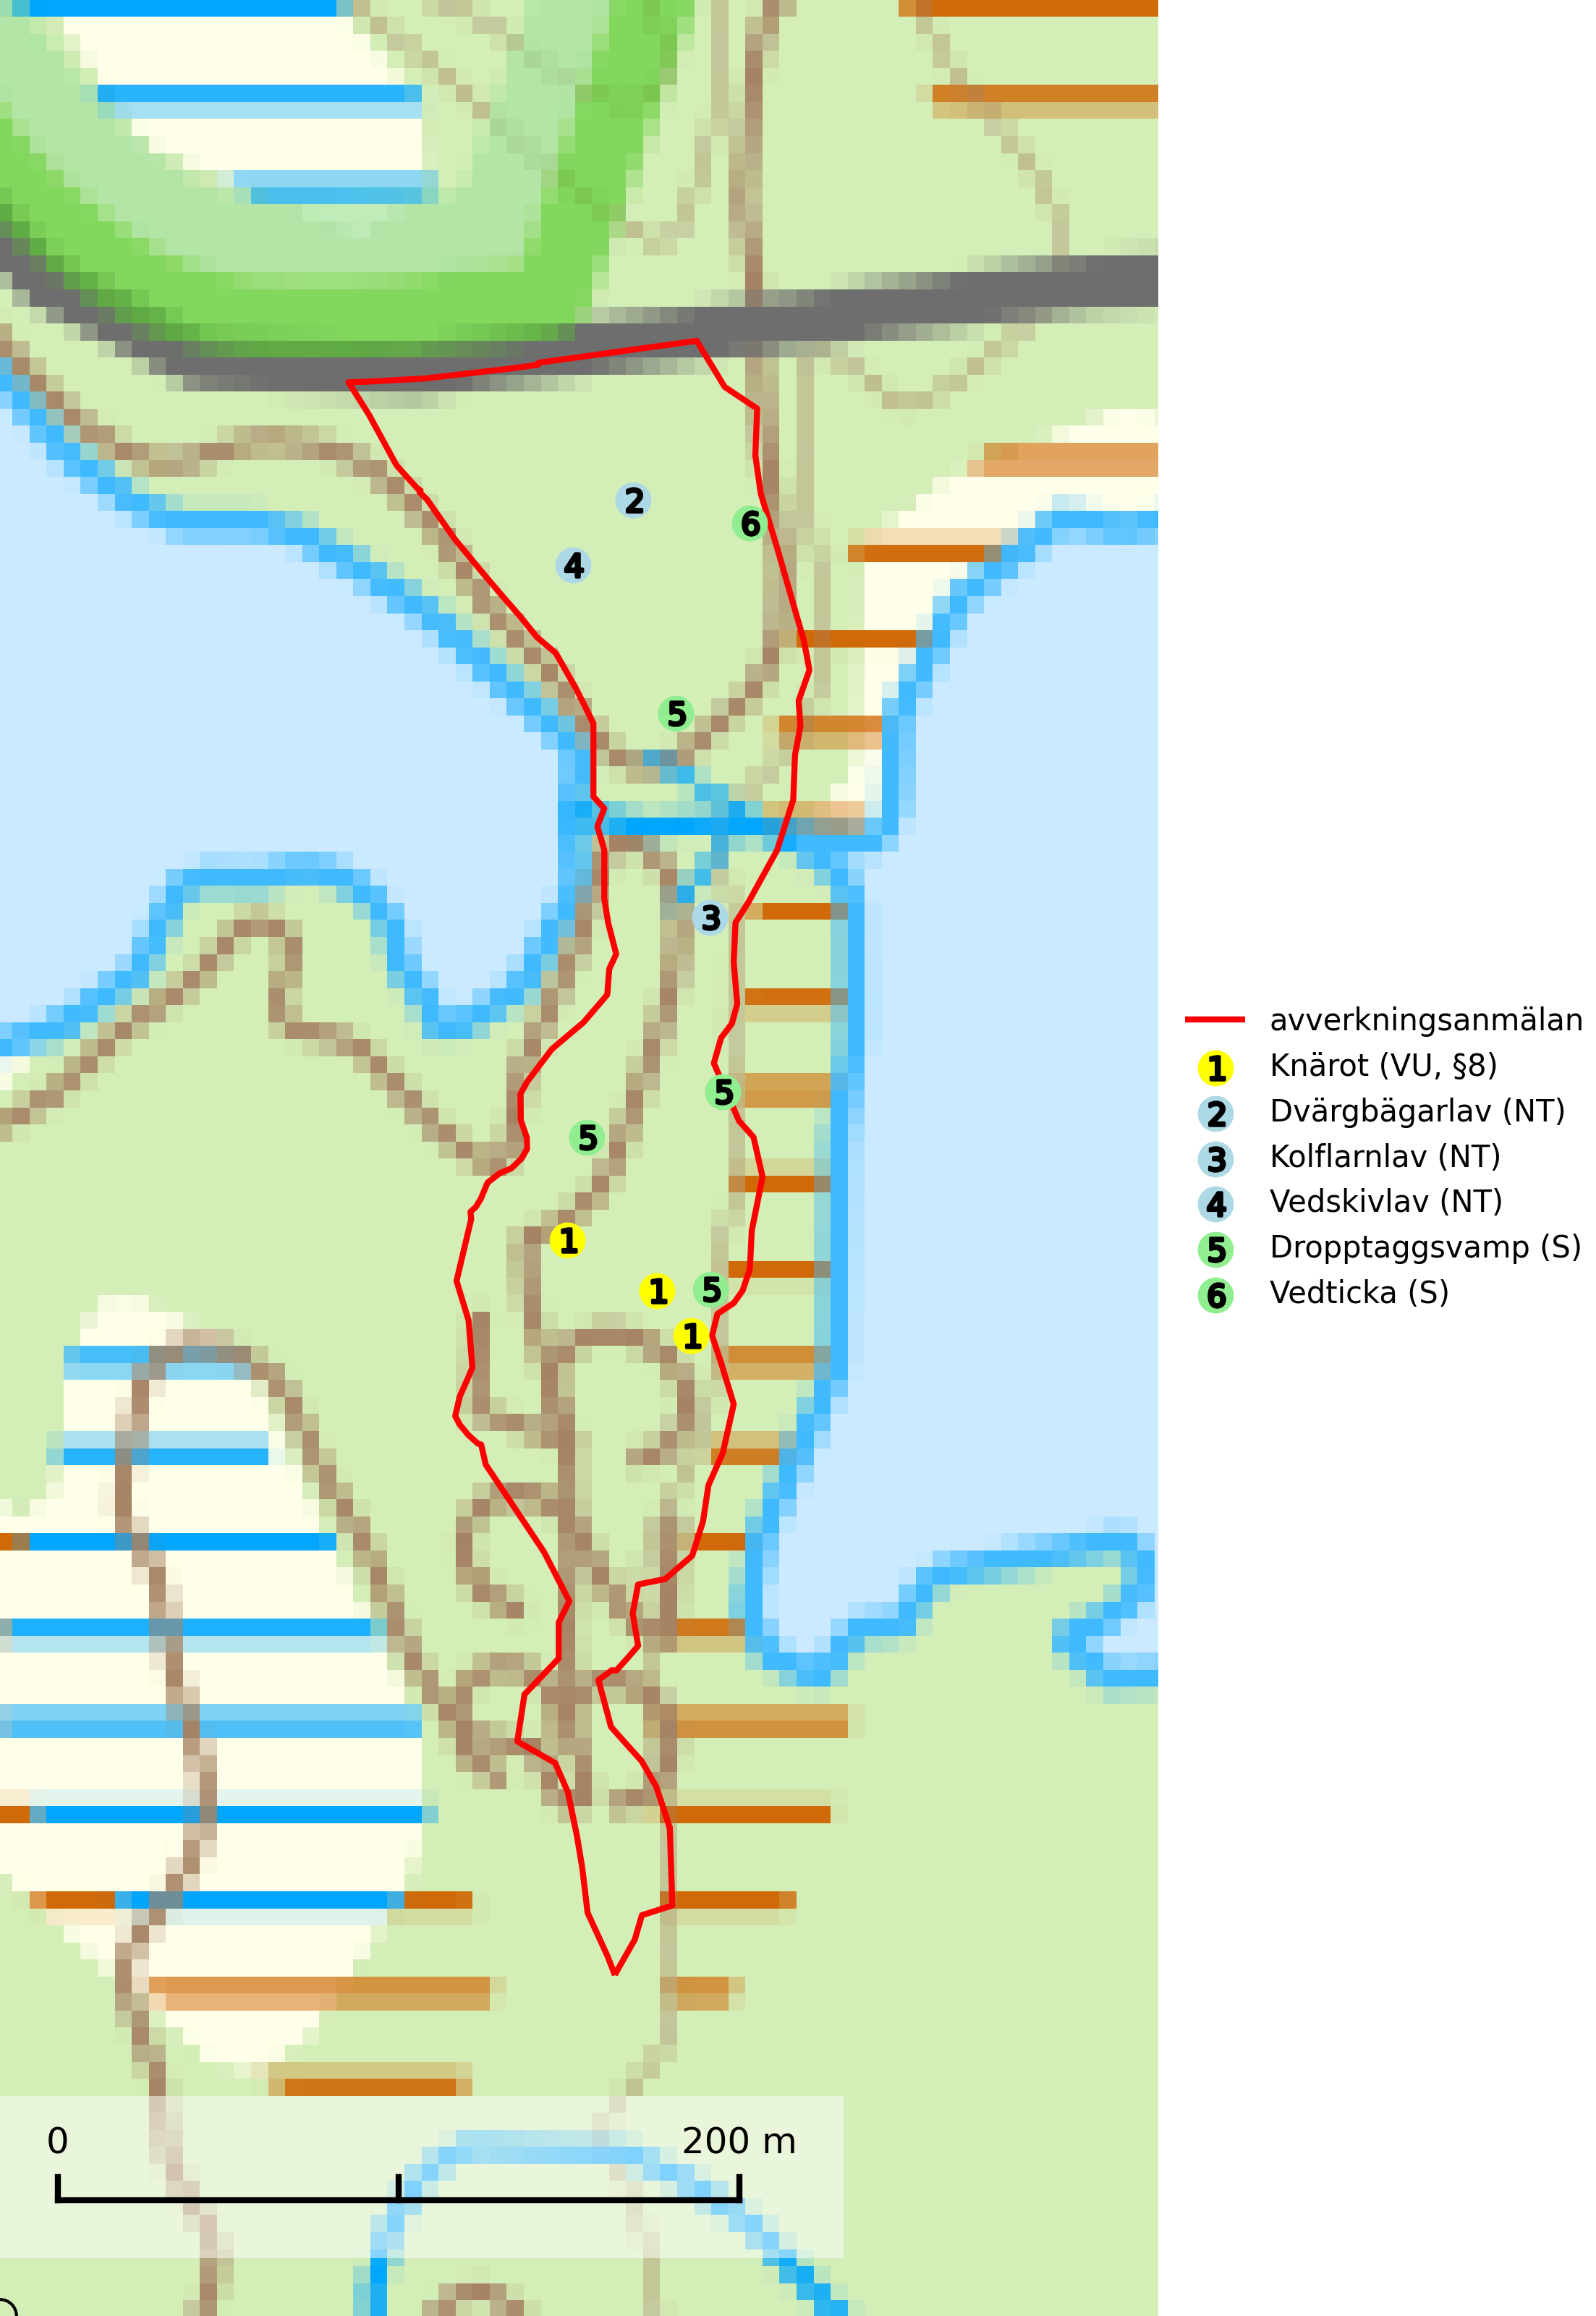 2
6
4
5
3
5
5
1
1
5
1
avverkningsanmälan
1 Knärot (VU, §8)
2 Dvärgbägarlav (NT)
3 Kolflarnlav (NT)
4 Vedskivlav (NT)
5 Dropptaggsvamp (S)
6 Vedticka (S)
0 200 m